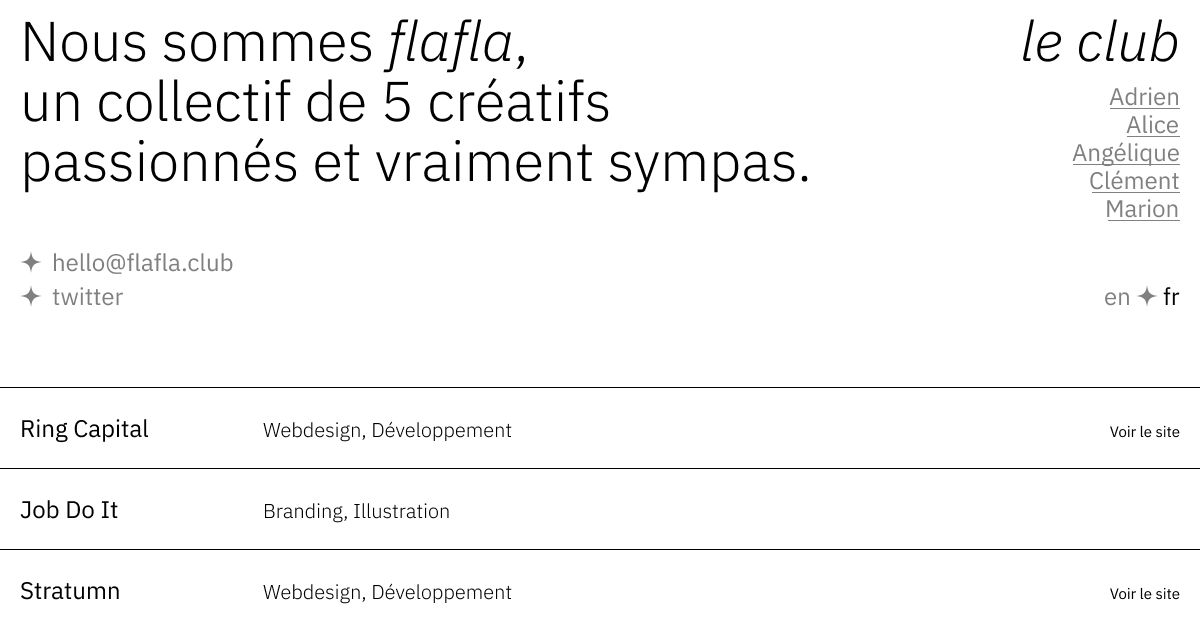 Nous sommes flafla,
un collectif de 5 créatifs
passionnés et vraiment sympas.
le club
Adrien
Alice
Angélique
Clément
Marion
✦ hello@flafla.club
✦ twitter
en ✦ fr
Ring Capital Webdesign, Développement Voir le site
Job Do It Branding, Illustration
Stratumn Webdesign, Développement Voir le site